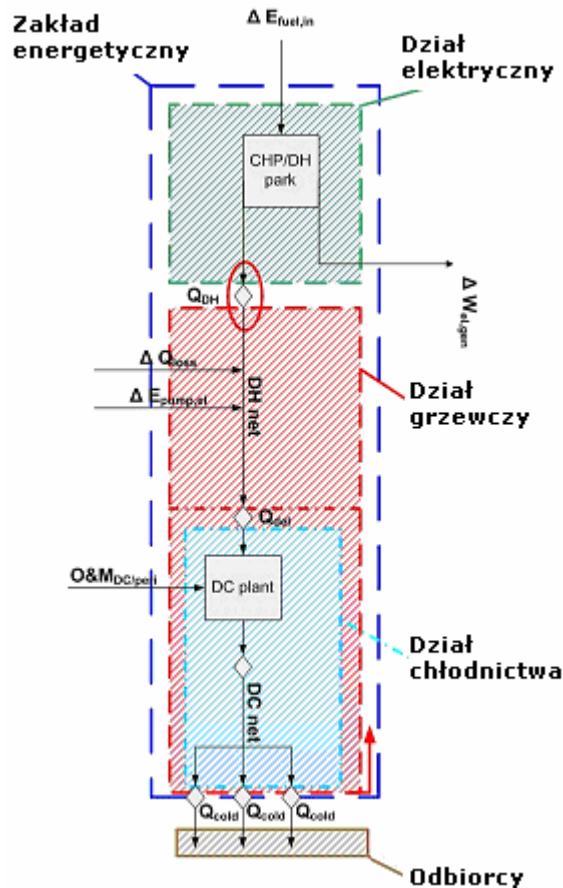 Zakład
energetyczny
Δ E_fuel,in
Dział
elektryczny
CHP/DH
park
Q_DH
Δ W_el,gen
Δ Q_loss
Δ E_pump,el
DH net
Dział
grzewczy
Q_del
O&M_DC/peri
DC plant
Dział
chłodnictwa
DC net
Q_cold Q_cold Q_cold
Odbiorcy